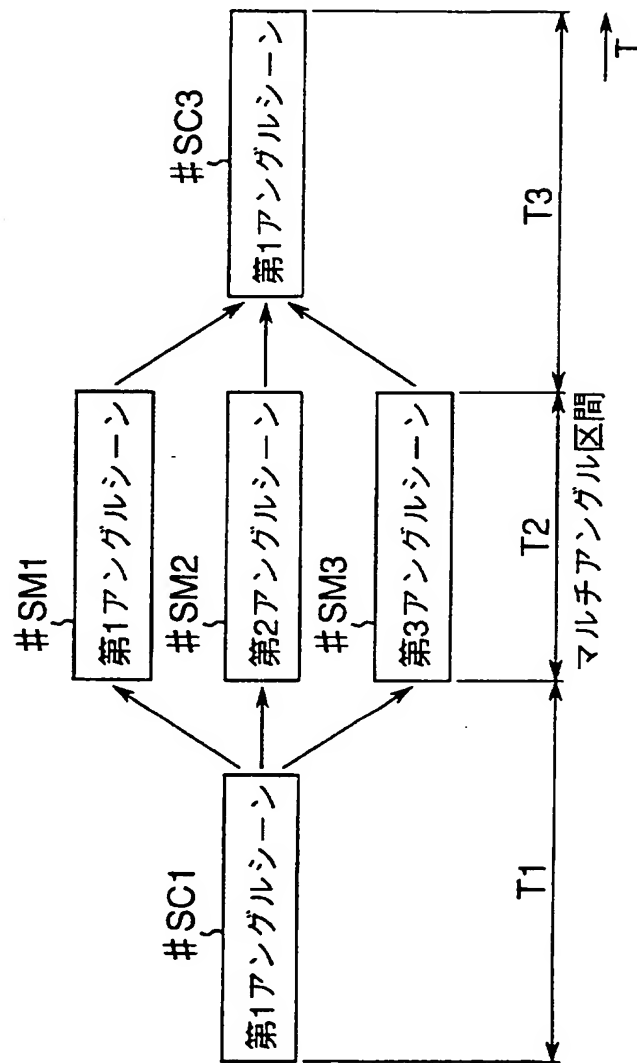 #SC1
第1アングルシーン
#SM1
第1アングルシーン
#SM2
第2アングルシーン
#SM3
第3アングルシーン
#SC3
第1アングルシーン
T1
T2
T3
マルチアングル区間
T